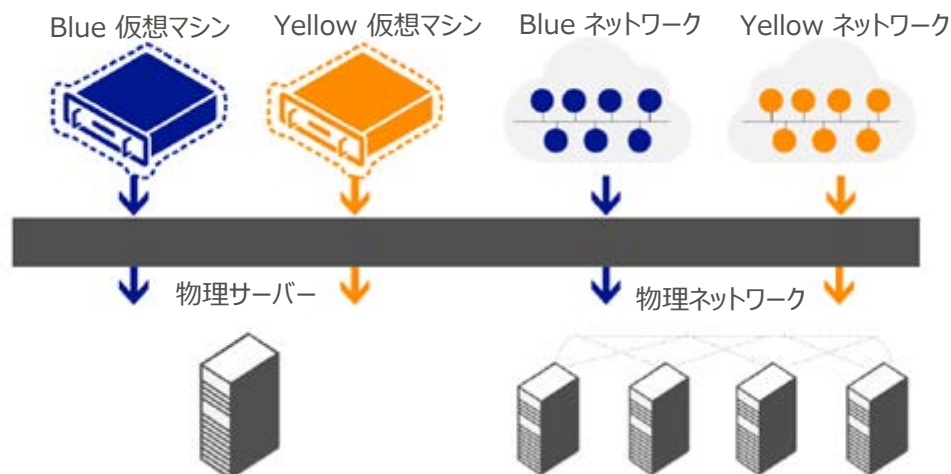 Blue 仮想マシン
Yellow 仮想マシン
Blue ネットワーク
Yellow ネットワーク
物理サーバー
物理ネットワーク